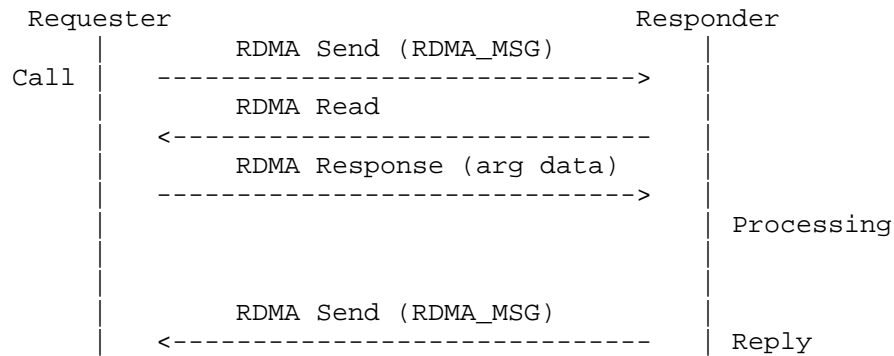 Requester Responder
RDMA Send (RDMA_MSG)
Call
RDMA Read
RDMA Response (arg data)
Processing
RDMA Send (RDMA_MSG)
Reply